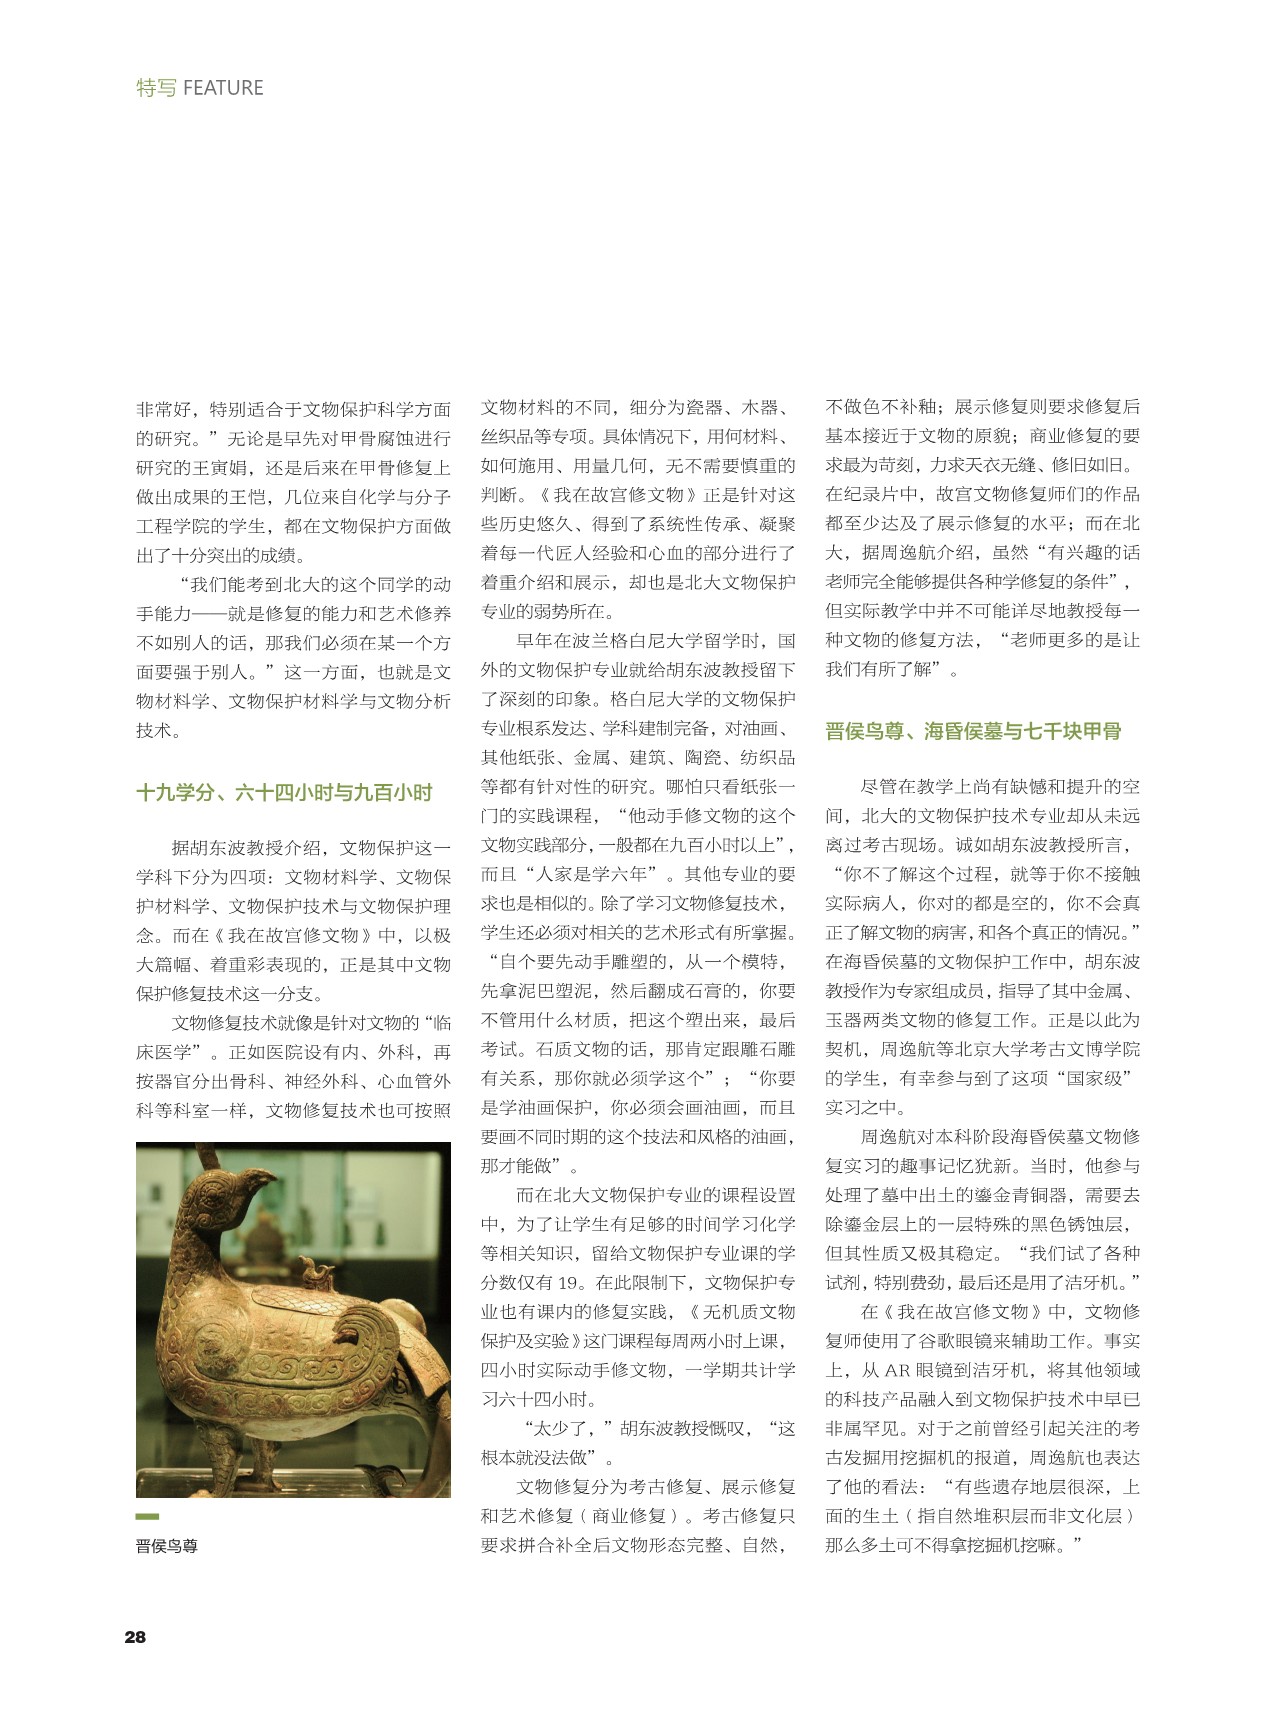 特写 FEATURE
非常好，特别适合于文物保护科学方面
的研究。”无论是早先对甲骨腐蚀进行
研究的王寅娟，还是后来在甲骨修复上
做出成果的王恺，几位来自化学与分子
工程学院的学生，都在文物保护方面做
出了十分突出的成绩。
“我们能考到北大的这个同学的动
手能力——就是修复的能力和艺术修养
不如别人的话，那我们必须在某一个方
面要强于别人。”这一方面，也就是文
物材料学、文物保护材料学与文物分析
技术。
十九学分、六十四小时与九百小时
据胡东波教授介绍，文物保护这一
学科下分为四项：文物材料学、文物保
护材料学、文物保护技术与文物保护理
念。而在《我在故宫修文物》中，以极
大篇幅、着重彩表现的，正是其中文物
保护修复技术这一分支。
文物修复技术就像是针对文物的“临
床医学”。正如医院设有内、外科，再
按器官分出骨科、神经外科、心血管外
科等科室一样，文物修复技术也可按照
晋侯鸟尊
文物材料的不同，细分为瓷器、木器、
丝织品等专项。具体情况下，用何材料、
如何施用、用量几何，无不需要慎重的
判断。《我在故宫修文物》正是针对这
些历史悠久、得到了系统性传承、凝聚
着每一代匠人经验和心血的部分进行了
着重介绍和展示，却也是北大文物保护
专业的弱势所在。
早年在波兰格白尼大学留学时，国
外的文物保护专业就给胡东波教授留下
了深刻的印象。格白尼大学的文物保护
专业根系发达、学科建制完备，对油画、
其他纸张、金属、建筑、陶瓷、纺织品
等都有针对性的研究。哪怕只看纸张一
门的实践课程，“他动手修文物的这个
文物实践部分，一般都在九百小时以上”，
而且“人家是学六年”。其他专业的要
求也是相似的。除了学习文物修复技术，
学生还必须对相关的艺术形式有所掌握。
“自个要先动手雕塑的，从一个模特，
先拿泥巴塑泥，然后翻成石膏的，你要
不管用什么材质，把这个塑出来，最后
考试。石质文物的话，那肯定跟雕石雕
有关系，那你就必须学这个”；“你要
是学油画保护，你必须会画油画，而且
要画不同时期的这个技法和风格的油画，
那才能做”。
而在北大文物保护专业的课程设置
中，为了让学生有足够的时间学习化学
等相关知识，留给文物保护专业课的学
分数仅有 19。在此限制下，文物保护专
业也有课内的修复实践，《无机质文物
保护及实验》这门课程每周两小时上课，
四小时实际动手修文物，一学期共计学
习六十四小时。
“太少了，”胡东波教授慨叹，“这
根本就没法做”。
文物修复分为考古修复、展示修复
和艺术修复（商业修复）。考古修复只
要求拼合补全后文物形态完整、自然，
不做色不补釉；展示修复则要求修复后
基本接近于文物的原貌；商业修复的要
求最为苛刻，力求天衣无缝、修旧如旧。
在纪录片中，故宫文物修复师们的作品
都至少达及了展示修复的水平；而在北
大，据周逸航介绍，虽然“有兴趣的话
老师完全能够提供各种学修复的条件”，
但实际教学中并不可能详尽地教授每一
种文物的修复方法，“老师更多的是让
我们有所了解”。
晋侯鸟尊、海昏侯墓与七千块甲骨
尽管在教学上尚有缺憾和提升的空
间，北大的文物保护技术专业却从未远
离过考古现场。诚如胡东波教授所言，
“你不了解这个过程，就等于你不接触
实际病人，你对的都是空的，你不会真
正了解文物的病害，和各个真正的情况。”
在海昏侯墓的文物保护工作中，胡东波
教授作为专家组成员，指导了其中金属、
玉器两类文物的修复工作。正是以此为
契机，周逸航等北京大学考古文博学院
的学生，有幸参与到了这项“国家级”
实习之中。
周逸航对本科阶段海昏侯墓文物修
复实习的趣事记忆犹新。当时，他参与
处理了墓中出土的鎏金青铜器，需要去
除鎏金层上的一层特殊的黑色锈蚀层，
但其性质又极其稳定。“我们试了各种
试剂，特别费劲，最后还是用了洁牙机。”
在《我在故宫修文物》中，文物修
复师使用了谷歌眼镜来辅助工作。事实
上，从 AR 眼镜到洁牙机，将其他领域
的科技产品融入到文物保护技术中早已
非属罕见。对于之前曾经引起关注的考
古发掘用挖掘机的报道，周逸航也表达
了他的看法：“有些遗存地层很深，上
面的生土（指自然堆积层而非文化层）
那么多土可不得拿挖掘机挖嘛。”
28